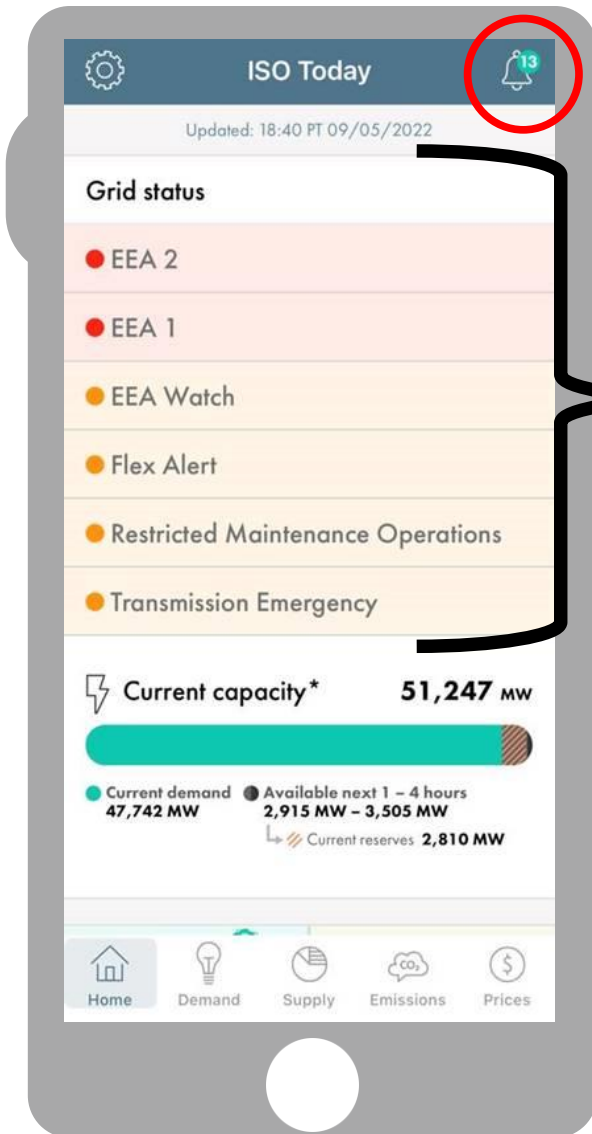 ISO Today
13
Updated: 18:40 PT 09/05/2022
Grid status
EEA 2
EEA 1
EEA Watch
Flex Alert
Restricted Maintenance Operations
Transmission Emergency
Current capacity* 51,247 MW
Current demand Available next 1 – 4 hours
47,742 MW 2,915 MW – 3,505 MW
Current reserves 2,810 MW
CO₂ $
Home Demand Supply Emissions Prices